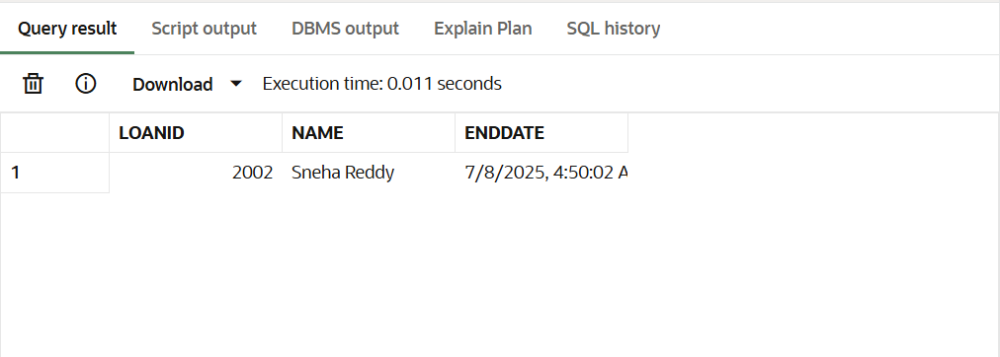 Query result Script output DBMS output Explain Plan SQL history
Download Execution time: 0.011 seconds
LOANID NAME ENDDATE
1 2002 Sneha Reddy 7/8/2025, 4:50:02 A